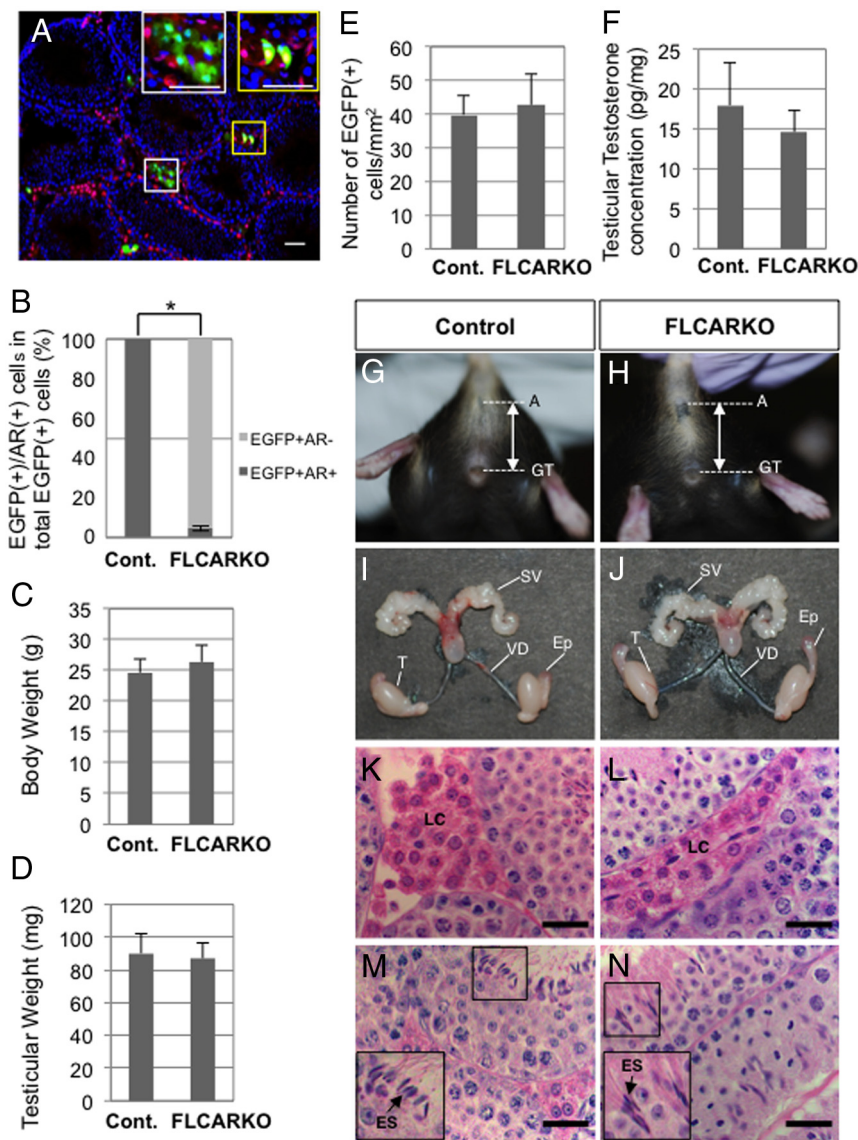 A
B
EGFP(+)/AR(+) cells in
total EGFP(+) cells (%)
100
80
60
40
20
0
*
EGFP+AR-
EGFP+AR+
Cont. FLCARKO
C
Body Weight (g)
35
30
25
20
15
10
5
0
Cont. FLCARKO
D
Testicular Weight (mg)
120
100
80
60
40
20
0
Cont. FLCARKO
E
Number of EGFP(+)
cells/mm2
60
50
40
30
20
10
0
Cont. FLCARKO
F
Testicular Testosterone
concentration (pg/mg)
25
20
15
10
5
0
Cont. FLCARKO
Control
FLCARKO
G
A
GT
H
A
GT
I
SV
T
VD
Ep
J
SV
T
VD
Ep
K
LC
L
LC
M
ES
N
ES